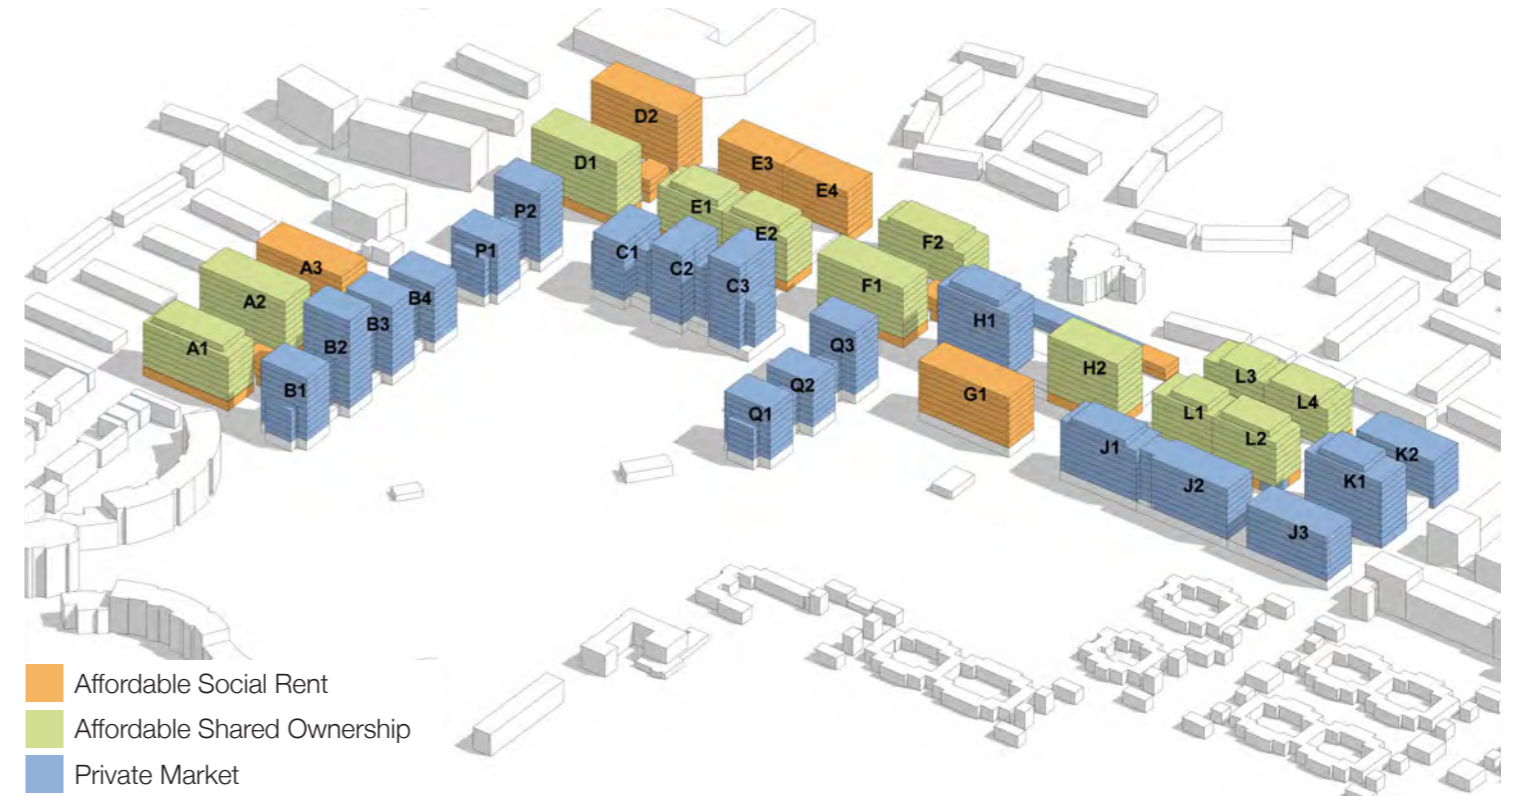 D2
D1
E3
E4
P2
E1
E2
P1
C1
C2
C3
F2
A3
A2
B4
B3
F1
A1
B2
H1
Q3
B1
Q2
G1
H2
L3
Q1
L1
L4
L2
J1
K2
J2
K1
J3
Affordable Social Rent
Affordable Shared Ownership
Private Market